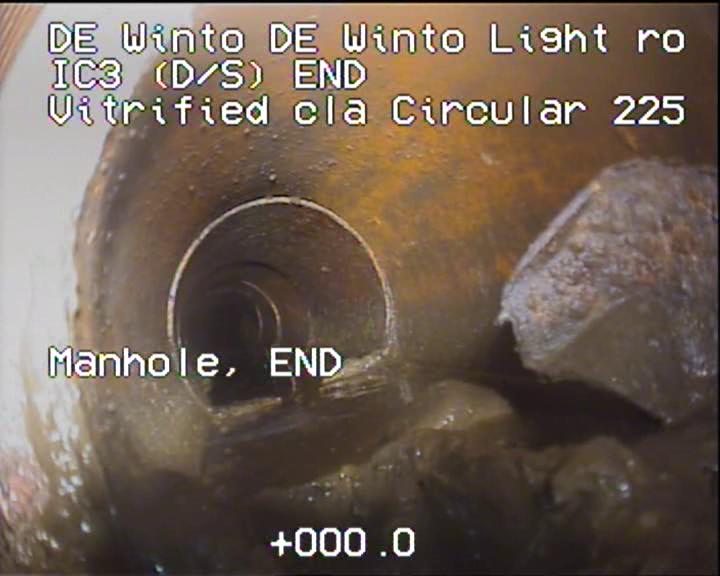 DE Winto DE Winto Light ro
IC3 (D/S) END
Vitrified cla Circular 225
Manhole, END
+000.0